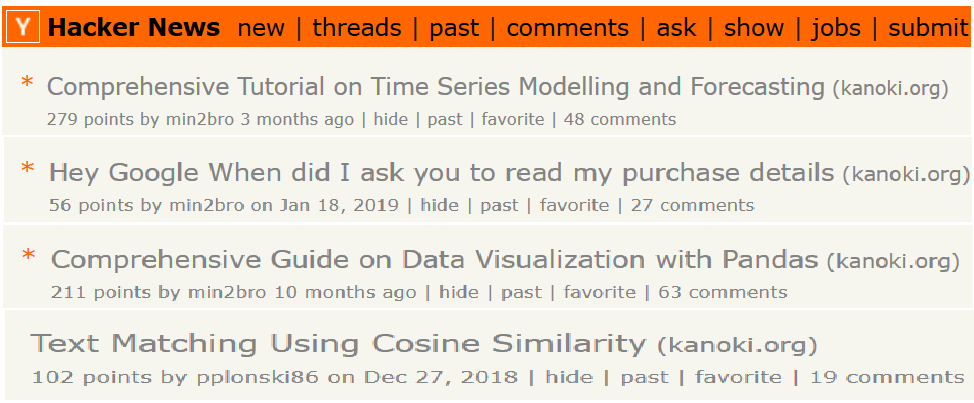 Y Hacker News new | threads | past | comments | ask | show | jobs | submit
* Comprehensive Tutorial on Time Series Modelling and Forecasting (kanoki.org)
279 points by min2bro 3 months ago | hide | past | favorite | 48 comments
* Hey Google When did I ask you to read my purchase details (kanoki.org)
56 points by min2bro on Jan 18, 2019 | hide | past | favorite | 27 comments
* Comprehensive Guide on Data Visualization with Pandas (kanoki.org)
211 points by min2bro 10 months ago | hide | past | favorite | 63 comments
Text Matching Using Cosine Similarity (kanoki.org)
102 points by pplonski86 on Dec 27, 2018 | hide | past | favorite | 19 comments